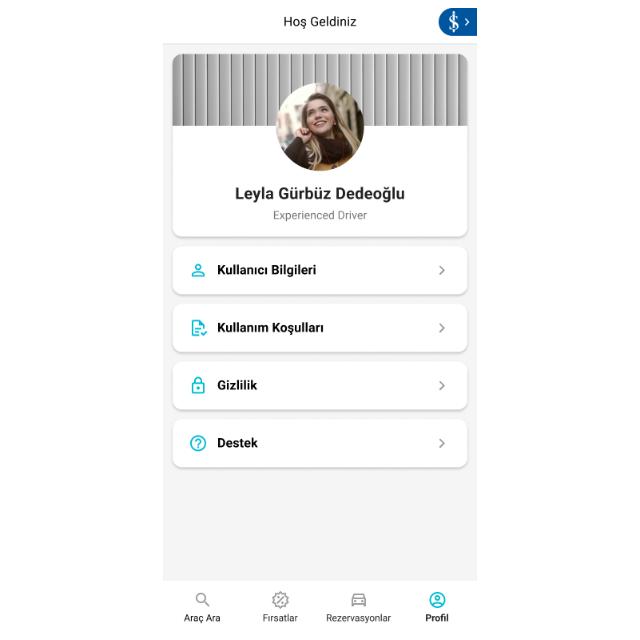 Hoş Geldiniz
Leyla Gürbüz Dedeoğlu
Experienced Driver
Kullanıcı Bilgileri
Kullanım Koşulları
Gizlilik
Destek
Araç Ara
Fırsatlar
Rezervasyonlar
Profil